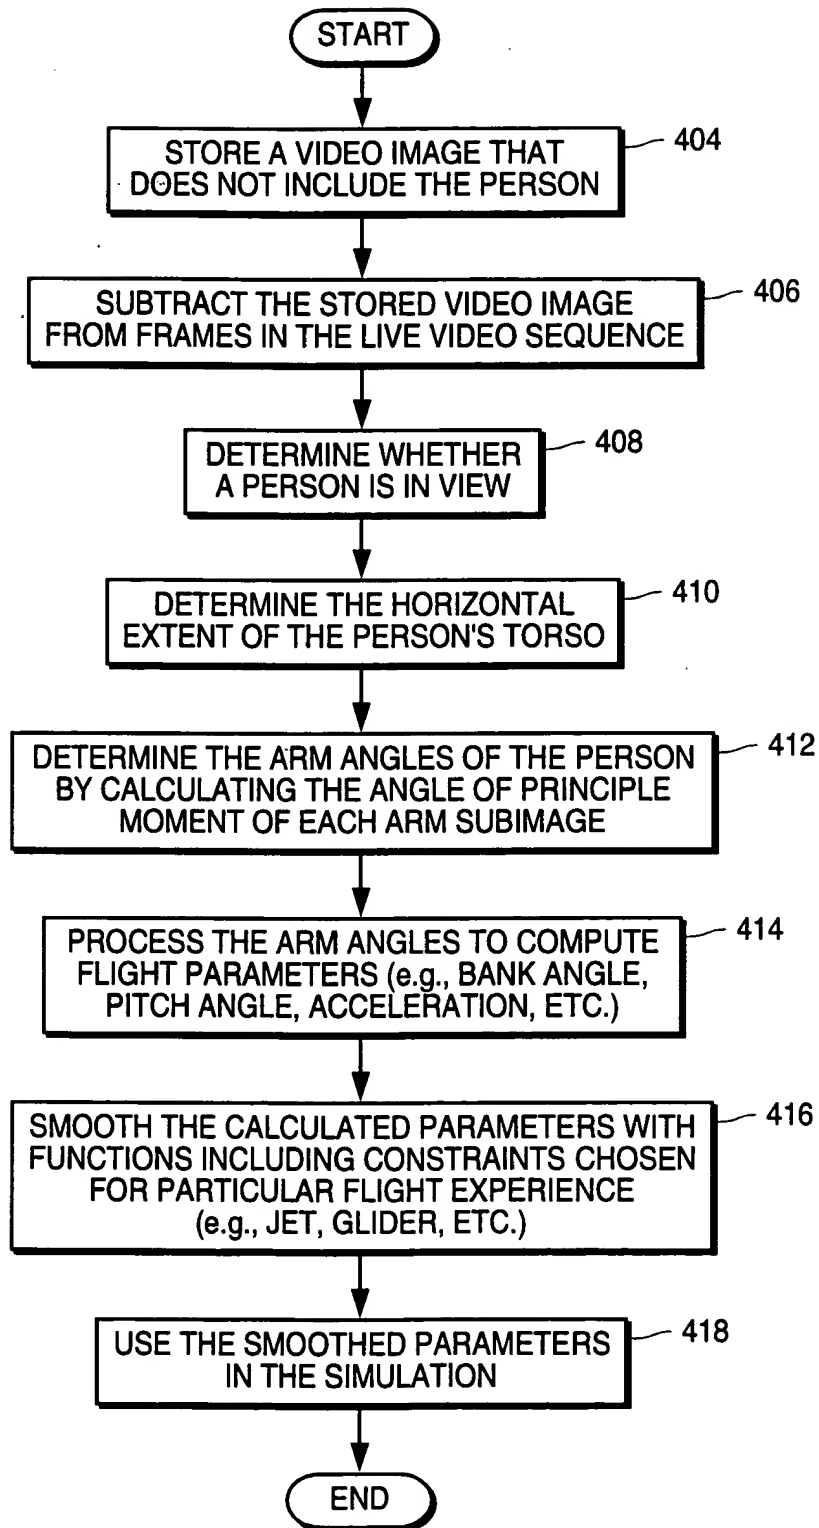 START
STORE A VIDEO IMAGE THAT
DOES NOT INCLUDE THE PERSON
404
SUBTRACT THE STORED VIDEO IMAGE
FROM FRAMES IN THE LIVE VIDEO SEQUENCE
406
DETERMINE WHETHER
A PERSON IS IN VIEW
408
DETERMINE THE HORIZONTAL
EXTENT OF THE PERSON'S TORSO
410
DETERMINE THE ARM ANGLES OF THE PERSON
BY CALCULATING THE ANGLE OF PRINCIPLE
MOMENT OF EACH ARM SUBIMAGE
412
PROCESS THE ARM ANGLES TO COMPUTE
FLIGHT PARAMETERS (e.g., BANK ANGLE,
PITCH ANGLE, ACCELERATION, ETC.)
414
SMOOTH THE CALCULATED PARAMETERS WITH
FUNCTIONS INCLUDING CONSTRAINTS CHOSEN
FOR PARTICULAR FLIGHT EXPERIENCE
(e.g., JET, GLIDER, ETC.)
416
USE THE SMOOTHED PARAMETERS
IN THE SIMULATION
418
END